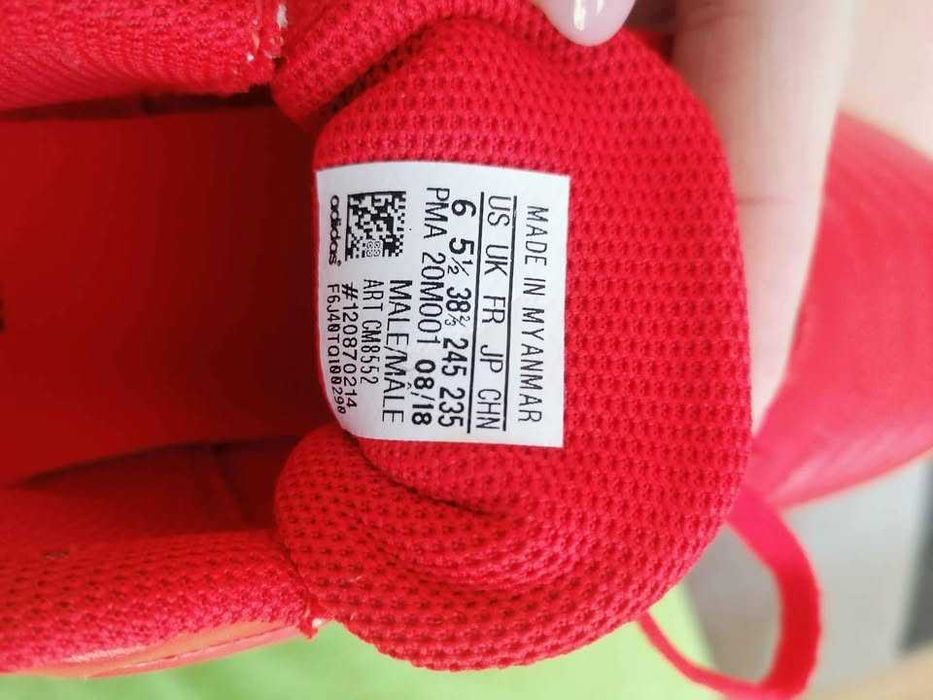 MADE IN MYANMAR
US UK FR JP CHN
6 5½ 38⅔ 245 235
PMA 20M001 08/18
MALE/MÂLE
ART CM8552
#120870214
F6J40TQI00290
adidas®